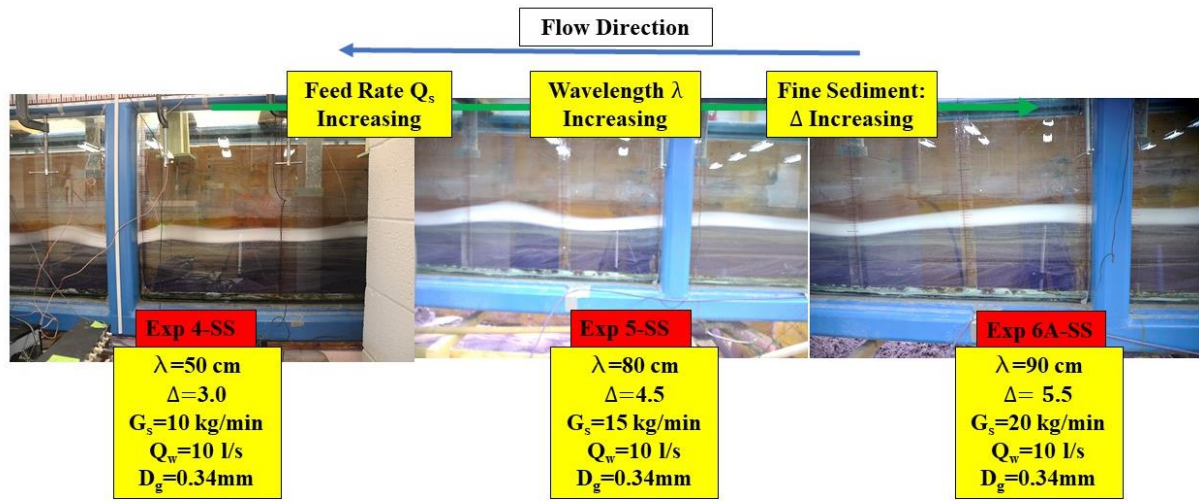 Flow Direction
Feed Rate Qs
Increasing
Wavelength λ
Increasing
Fine Sediment:
Δ Increasing
Exp 4-SS
λ=50 cm
Δ=3.0
Gs=10 kg/min
Qw=10 l/s
Dg=0.34mm
Exp 5-SS
λ=80 cm
Δ=4.5
Gs=15 kg/min
Qw=10 l/s
Dg=0.34mm
Exp 6A-SS
λ=90 cm
Δ= 5.5
Gs=20 kg/min
Qw=10 l/s
Dg=0.34mm